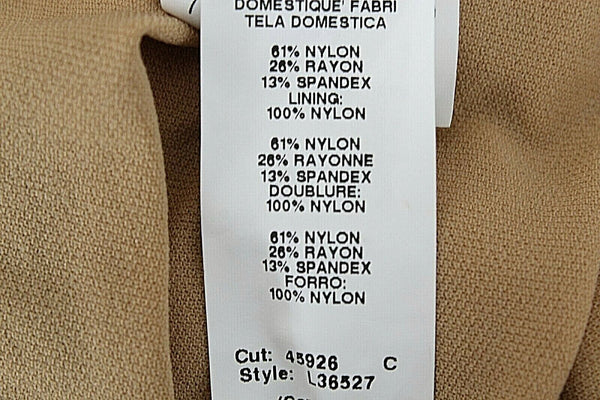 DOMESTIQUE' FABRI
TELA DOMESTICA
61% NYLON
26% RAYON
13% SPANDEX
LINING:
100% NYLON
61% NYLON
26% RAYONNE
13% SPANDEX
DOUBLURE:
100% NYLON
61% NYLON
26% RAYON
13% SPANDEX
FORRO:
100% NYLON
Cut: 45926 C
Style: L36527